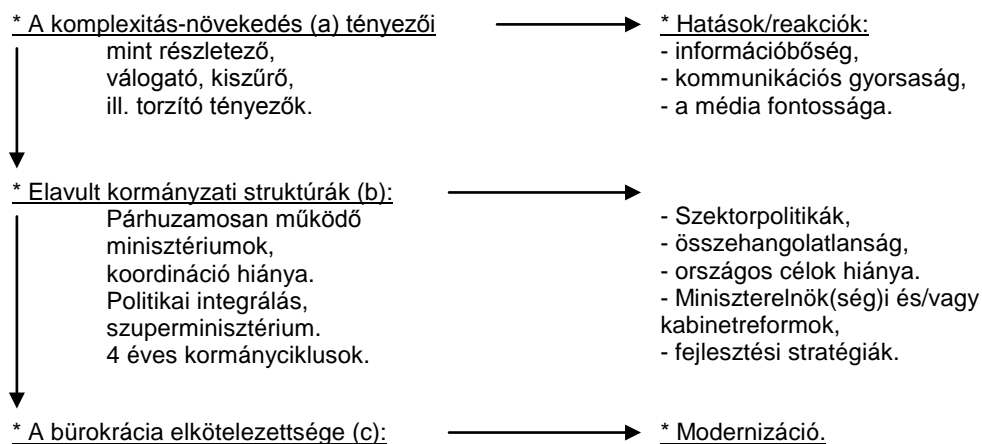 * A komplexitás-növekedés (a) tényezői
mint részletező,
válogató, kiszűrő,
ill. torzító tényezők.
* Hatások/reakciók:
- információbőség,
- kommunikációs gyorsaság,
- a média fontossága.
* Elavult kormányzati struktúrák (b):
Párhuzamosan működő
minisztériumok,
koordináció hiánya.
Politikai integrálás,
szuperminisztérium.
4 éves kormányciklusok.
- Szektorpolitikák,
- összehangolatlanság,
- országos célok hiánya.
- Miniszterelnök(ség)i és/vagy
kabinetreformok,
- fejlesztési stratégiák.
* A bürokrácia elkötelezettsége (c):
* Modernizáció.